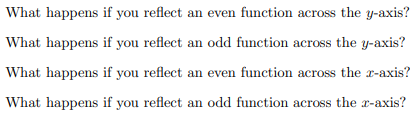 What happens if you reflect an even function across the y-axis?
What happens if you reflect an odd function across the y-axis?
What happens if you reflect an even function across the x-axis?
What happens if you reflect an odd function across the x-axis?